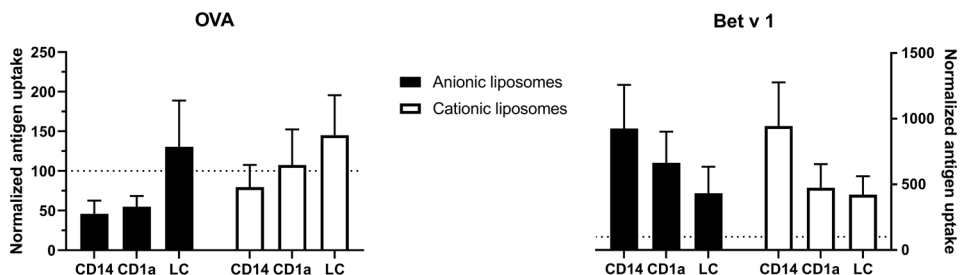 OVA
Normalized antigen uptake
250
200
150
100
50
0
CD14 CD1a LC CD14 CD1a LC
Anionic liposomes
Cationic liposomes
Bet v 1
CD14 CD1a LC CD14 CD1a LC
1500
1000
500
0
Normalized antigen uptake